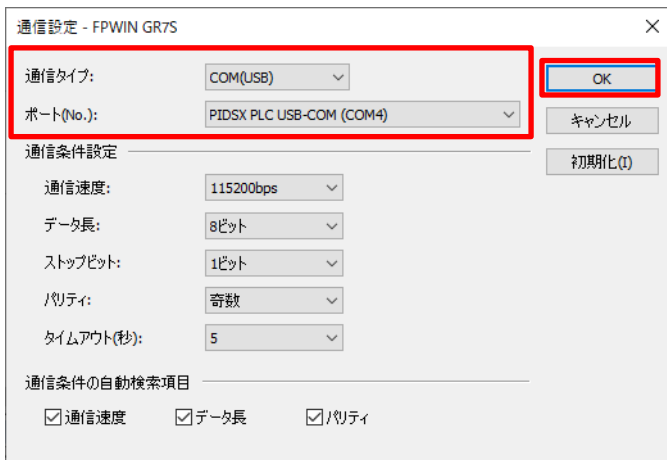 通信設定 - FPWIN GR7S
通信タイプ: COM(USB)
OK
ポート(No.): PIDSX PLC USB-COM (COM4)
キャンセル
通信条件設定
初期化(I)
通信速度: 115200bps
データ長: 8ビット
ストップビット: 1ビット
パリティ: 奇数
タイムアウト(秒): 5
通信条件の自動検索項目
通信速度 データ長 パリティ